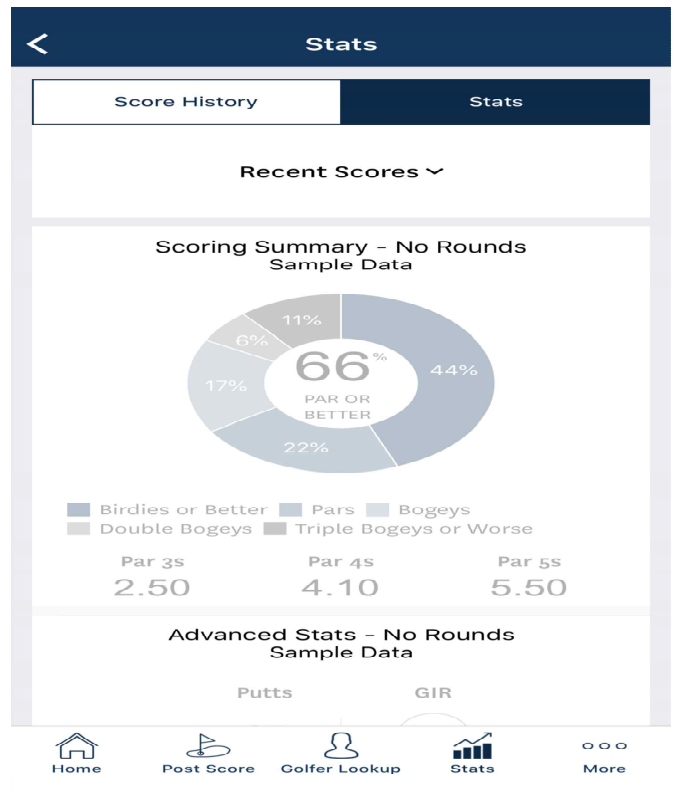 Stats
Score History Stats
Recent Scores
Scoring Summary - No Rounds
Sample Data
11%
6%
44%
17%
22%
66%
PAR OR
BETTER
Birdies or Better Pars Bogeys
Double Bogeys Triple Bogeys or Worse
Par 3s Par 4s Par 5s
2.50 4.10 5.50
Advanced Stats - No Rounds
Sample Data
Putts GIR
Home Post Score Golfer Lookup Stats More